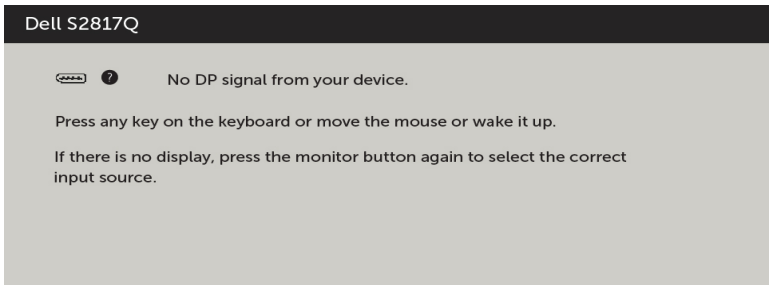 Dell S2817Q
? No DP signal from your device.
Press any key on the keyboard or move the mouse or wake it up.
If there is no display, press the monitor button again to select the correct
input source.